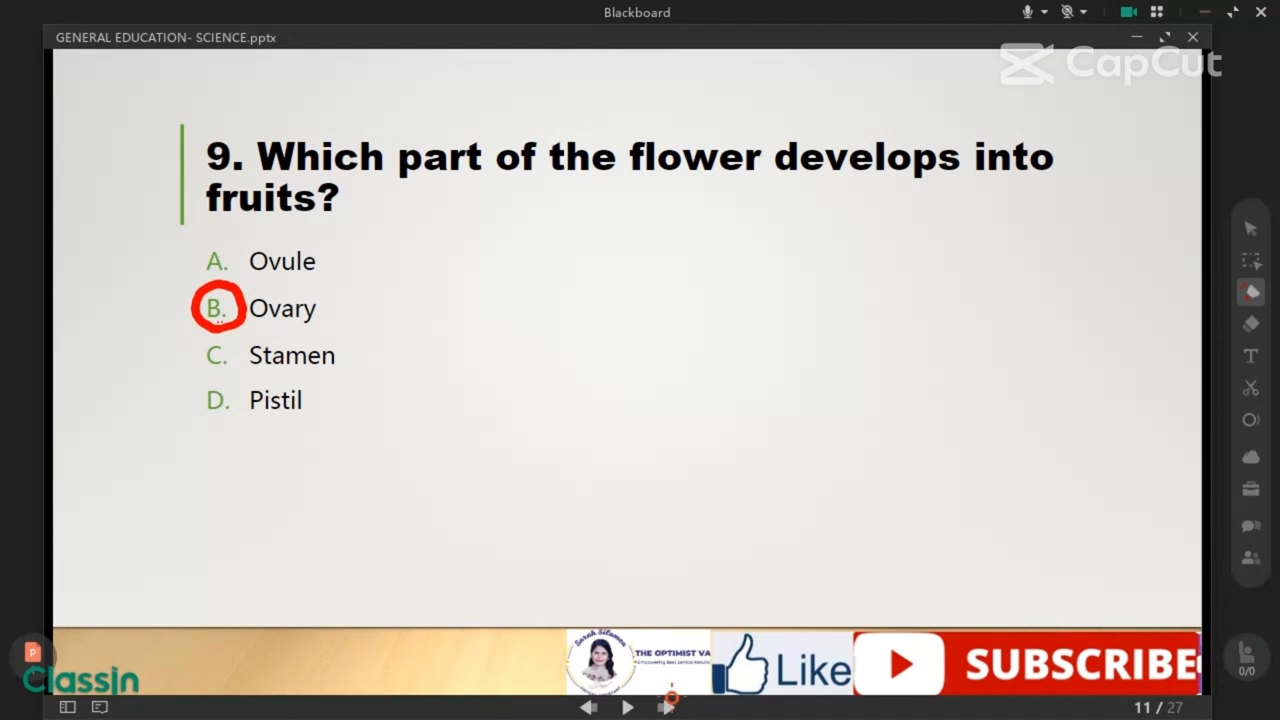 Blackboard
GENERAL EDUCATION- SCIENCE.pptx
CapCut
9. Which part of the flower develops into
fruits?
A. Ovule
B. Ovary
C. Stamen
D. Pistil
THE OPTIMIST VA
Like
SUBSCRIBE
ClassIn
11 / 27
0/0